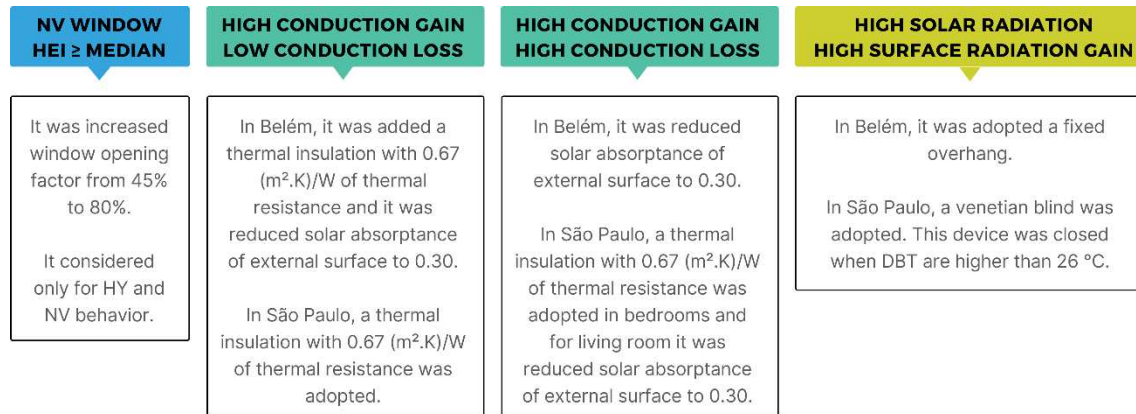 NV WINDOW
HEI ≥ MEDIAN
It was increased
window opening
factor from 45%
to 80%.
It considered
only for HY and
NV behavior.
HIGH CONDUCTION GAIN
LOW CONDUCTION LOSS
In Belém, it was added a
thermal insulation with 0.67
(m².K)/W of thermal
resistance and it was
reduced solar absorptance
of external surface to 0.30.
In São Paulo, a thermal
insulation with 0.67 (m².K)/W
of thermal resistance was
adopted.
HIGH CONDUCTION GAIN
HIGH CONDUCTION LOSS
In Belém, it was reduced
solar absorptance of
external surface to 0.30.
In São Paulo, a thermal
insulation with 0.67 (m².K)/W
of thermal resistance was
adopted in bedrooms and
for living room it was
reduced solar absorptance
of external surface to 0.30.
HIGH SOLAR RADIATION
HIGH SURFACE RADIATION GAIN
In Belém, it was adopted a fixed
overhang.
In São Paulo, a venetian blind was
adopted. This device was closed
when DBT are higher than 26 °C.